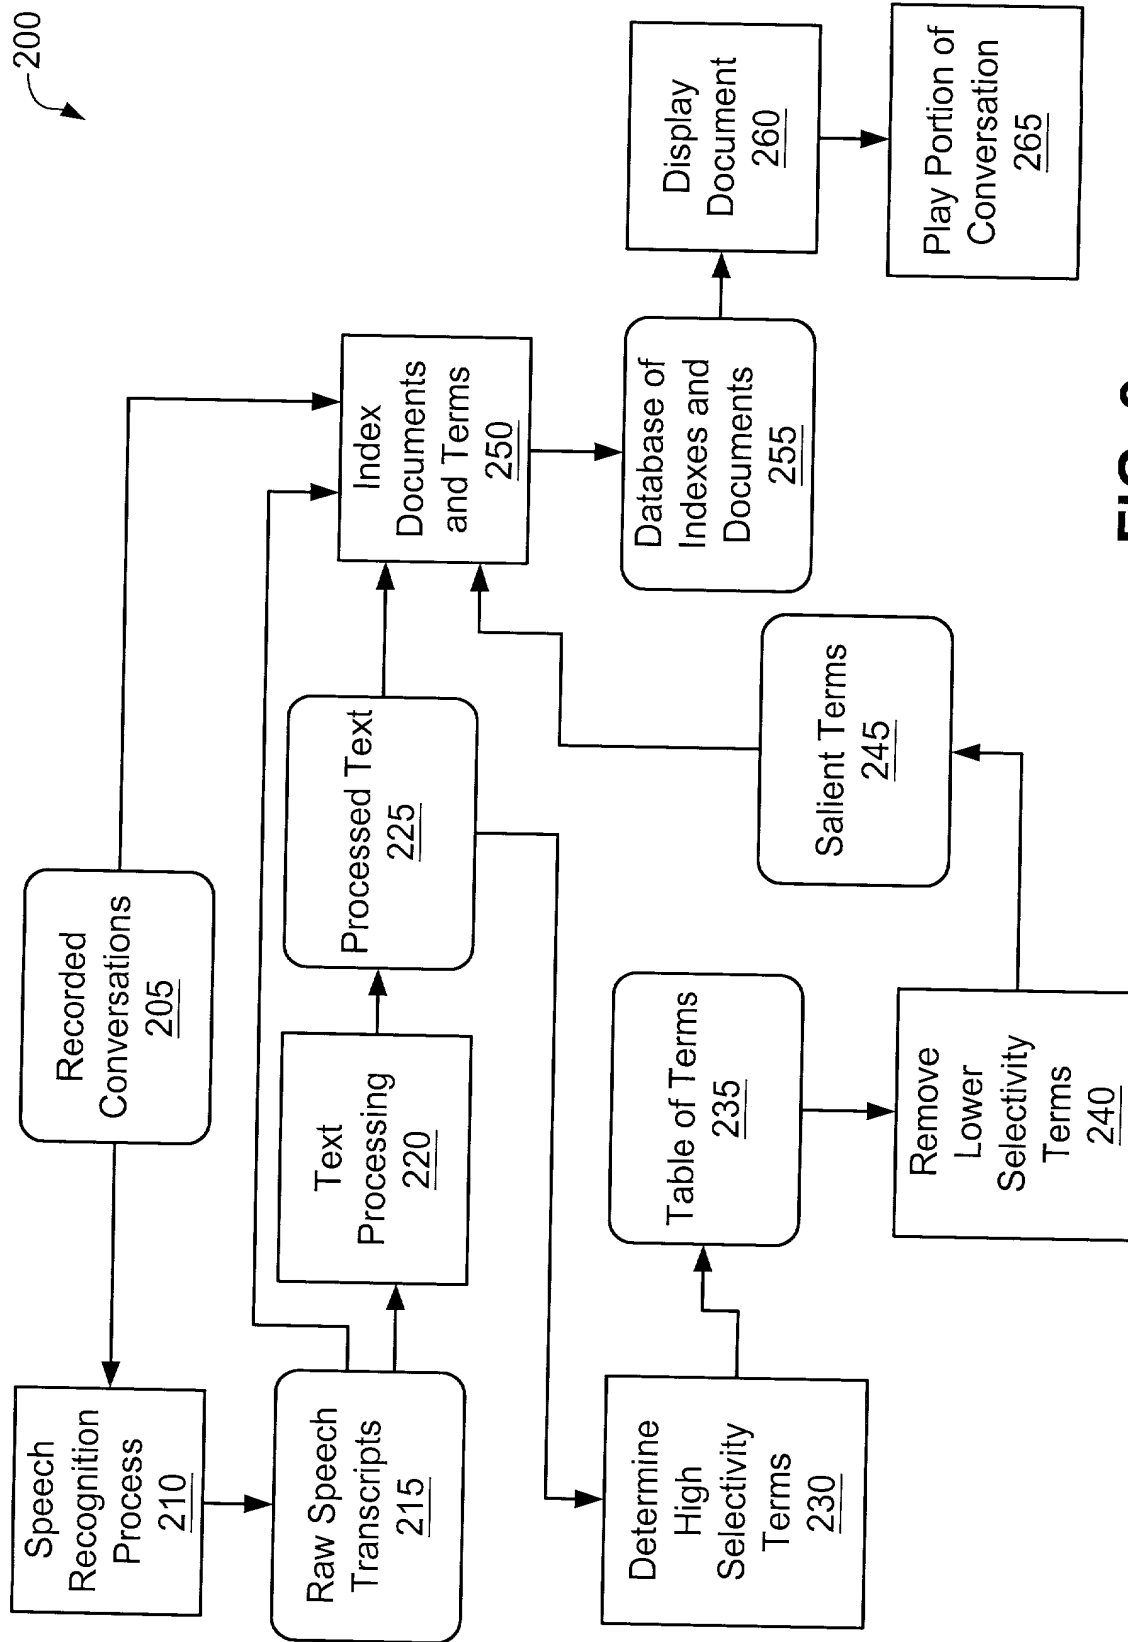 200
Recorded
Conversations
205
Speech
Recognition
Process
210
Raw Speech
Transcripts
215
Text
Processing
220
Processed Text
225
Index
Documents
and Terms
250
Determine
High
Selectivity
Terms
230
Table of Terms
235
Remove
Lower
Selectivity
Terms
240
Salient Terms
245
Database of
Indexes and
Documents
255
Display
Document
260
Play Portion of
Conversation
265